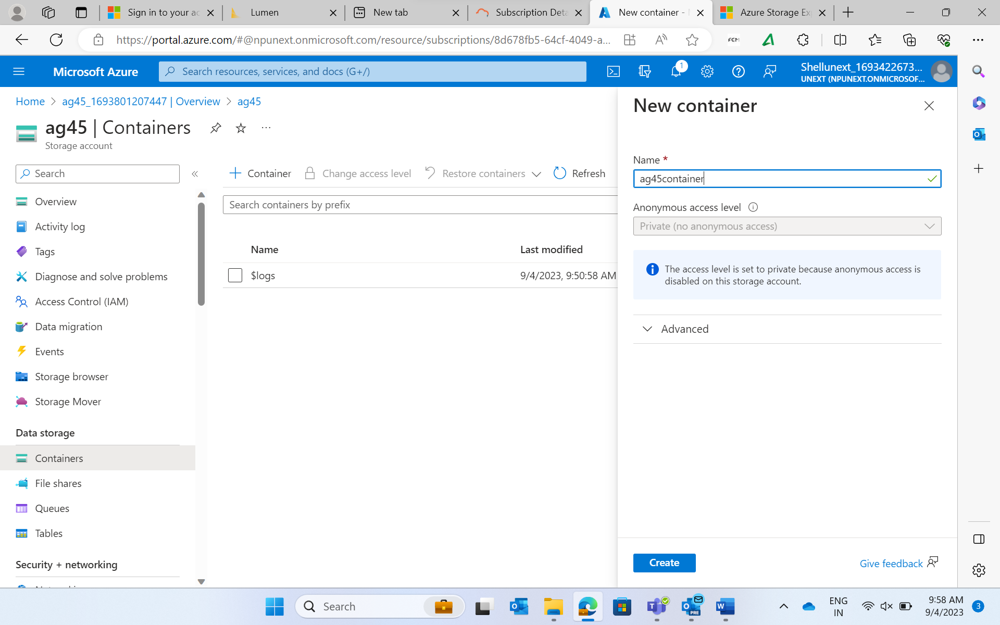 Sign in to your ac
Lumen
New tab
Subscription Deta
New container -
Azure Storage Ex
https://portal.azure.com/#@npunext.onmicrosoft.com/resource/subscriptions/8d678fb5-64cf-4049-a...
FCM
Microsoft Azure
Search resources, services, and docs (G+/)
1
Shellunext_1693422673...
UNEXT (NPUNEXT.ONMICROSOF...
Home > ag45_1693801207447 | Overview > ag45
ag45 | Containers
Storage account
Search
Container
Change access level
Restore containers
Refresh
Search containers by prefix
Name
Last modified
$logs
9/4/2023, 9:50:58 AM
Overview
Activity log
Tags
Diagnose and solve problems
Access Control (IAM)
Data migration
Events
Storage browser
Storage Mover
Data storage
Containers
File shares
Queues
Tables
Security + networking
New container
Name *
ag45container
Anonymous access level
Private (no anonymous access)
The access level is set to private because anonymous access is
disabled on this storage account.
Advanced
Create
Give feedback
Search
PRE
ENG
IN
9:58 AM
9/4/2023
3